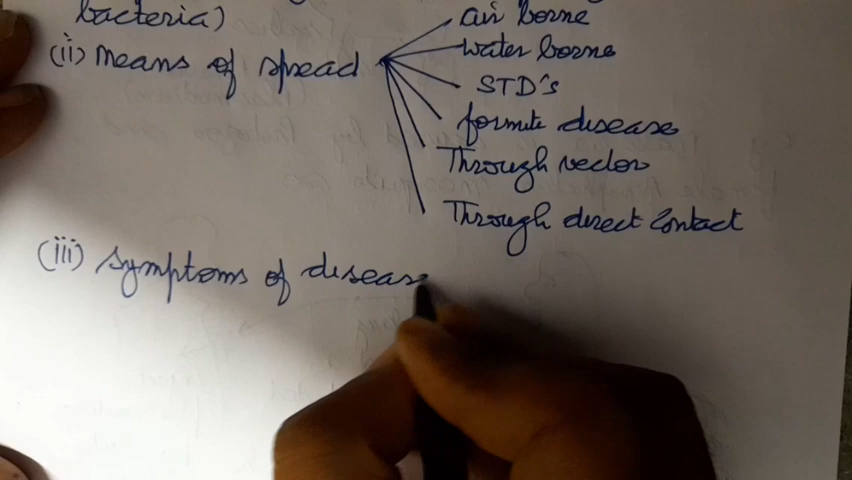 bacteria)
(ii) Means of spread
air borne
water borne
STD's
formite disease
Through vector
Through direct contact
(iii) symptoms of diseas